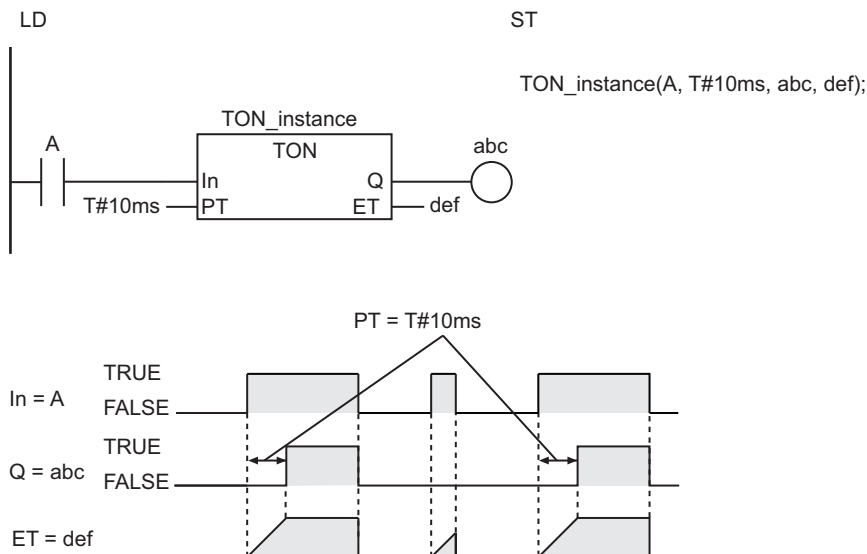 LD
ST
TON_instance(A, T#10ms, abc, def);
TON_instance
A
TON
abc
In
Q
T#10ms
PT
ET
def
PT = T#10ms
In = A
TRUE
FALSE
Q = abc
TRUE
FALSE
ET = def